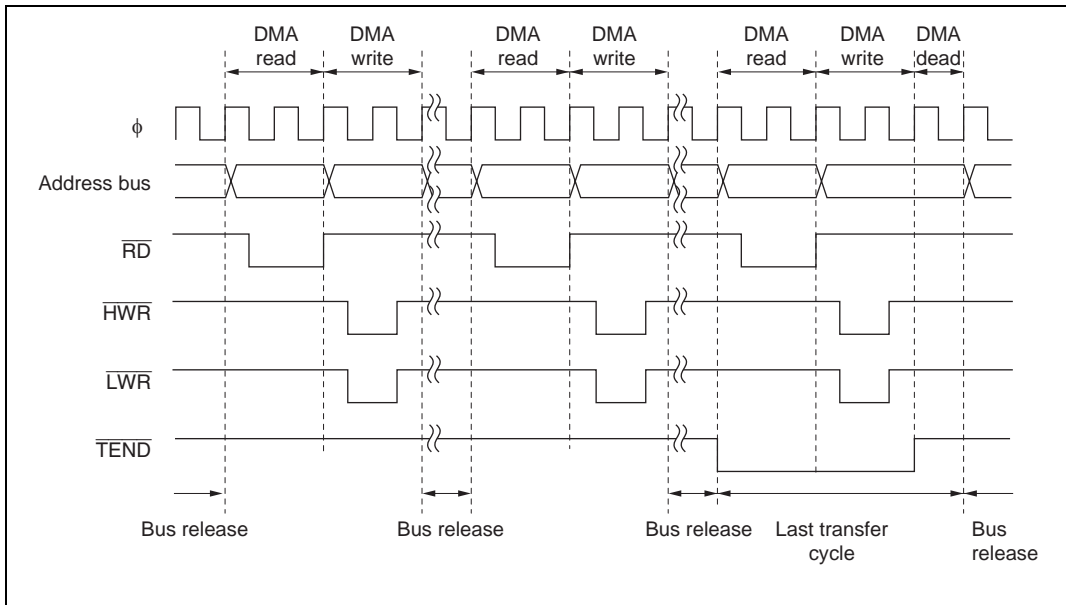 DMA read
DMA write
DMA read
DMA write
DMA read
DMA write
DMA dead
ϕ
Address bus
RD
HWR
LWR
TEND
Bus release
Bus release
Bus release
Last transfer cycle
Bus release